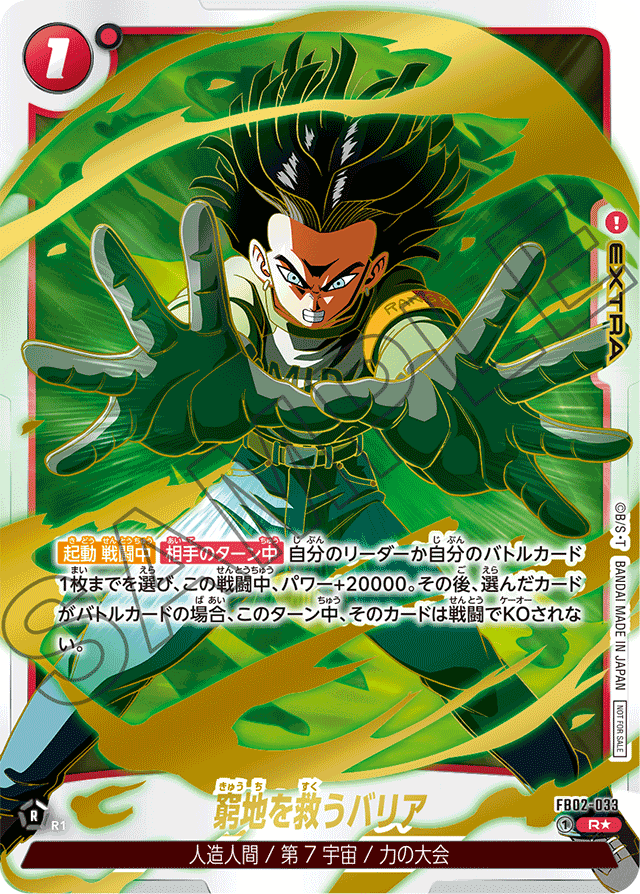 1
EXTRA
RANGER
MIR
SAMPLE
起動 戦闘中 相手のターン中 自分のリーダーか自分のバトルカード
1枚までを選び、この戦闘中、パワー+20000。その後、選んだカード
がバトルカードの場合、このターン中、そのカードは戦闘でKOされな
い。
©B/S・T BANDAI MADE IN JAPAN
NOT FOR SALE
窮地を救うバリア
FB02-033
R
R1
1
R★
人造人間 / 第 7 宇宙 / 力の大会